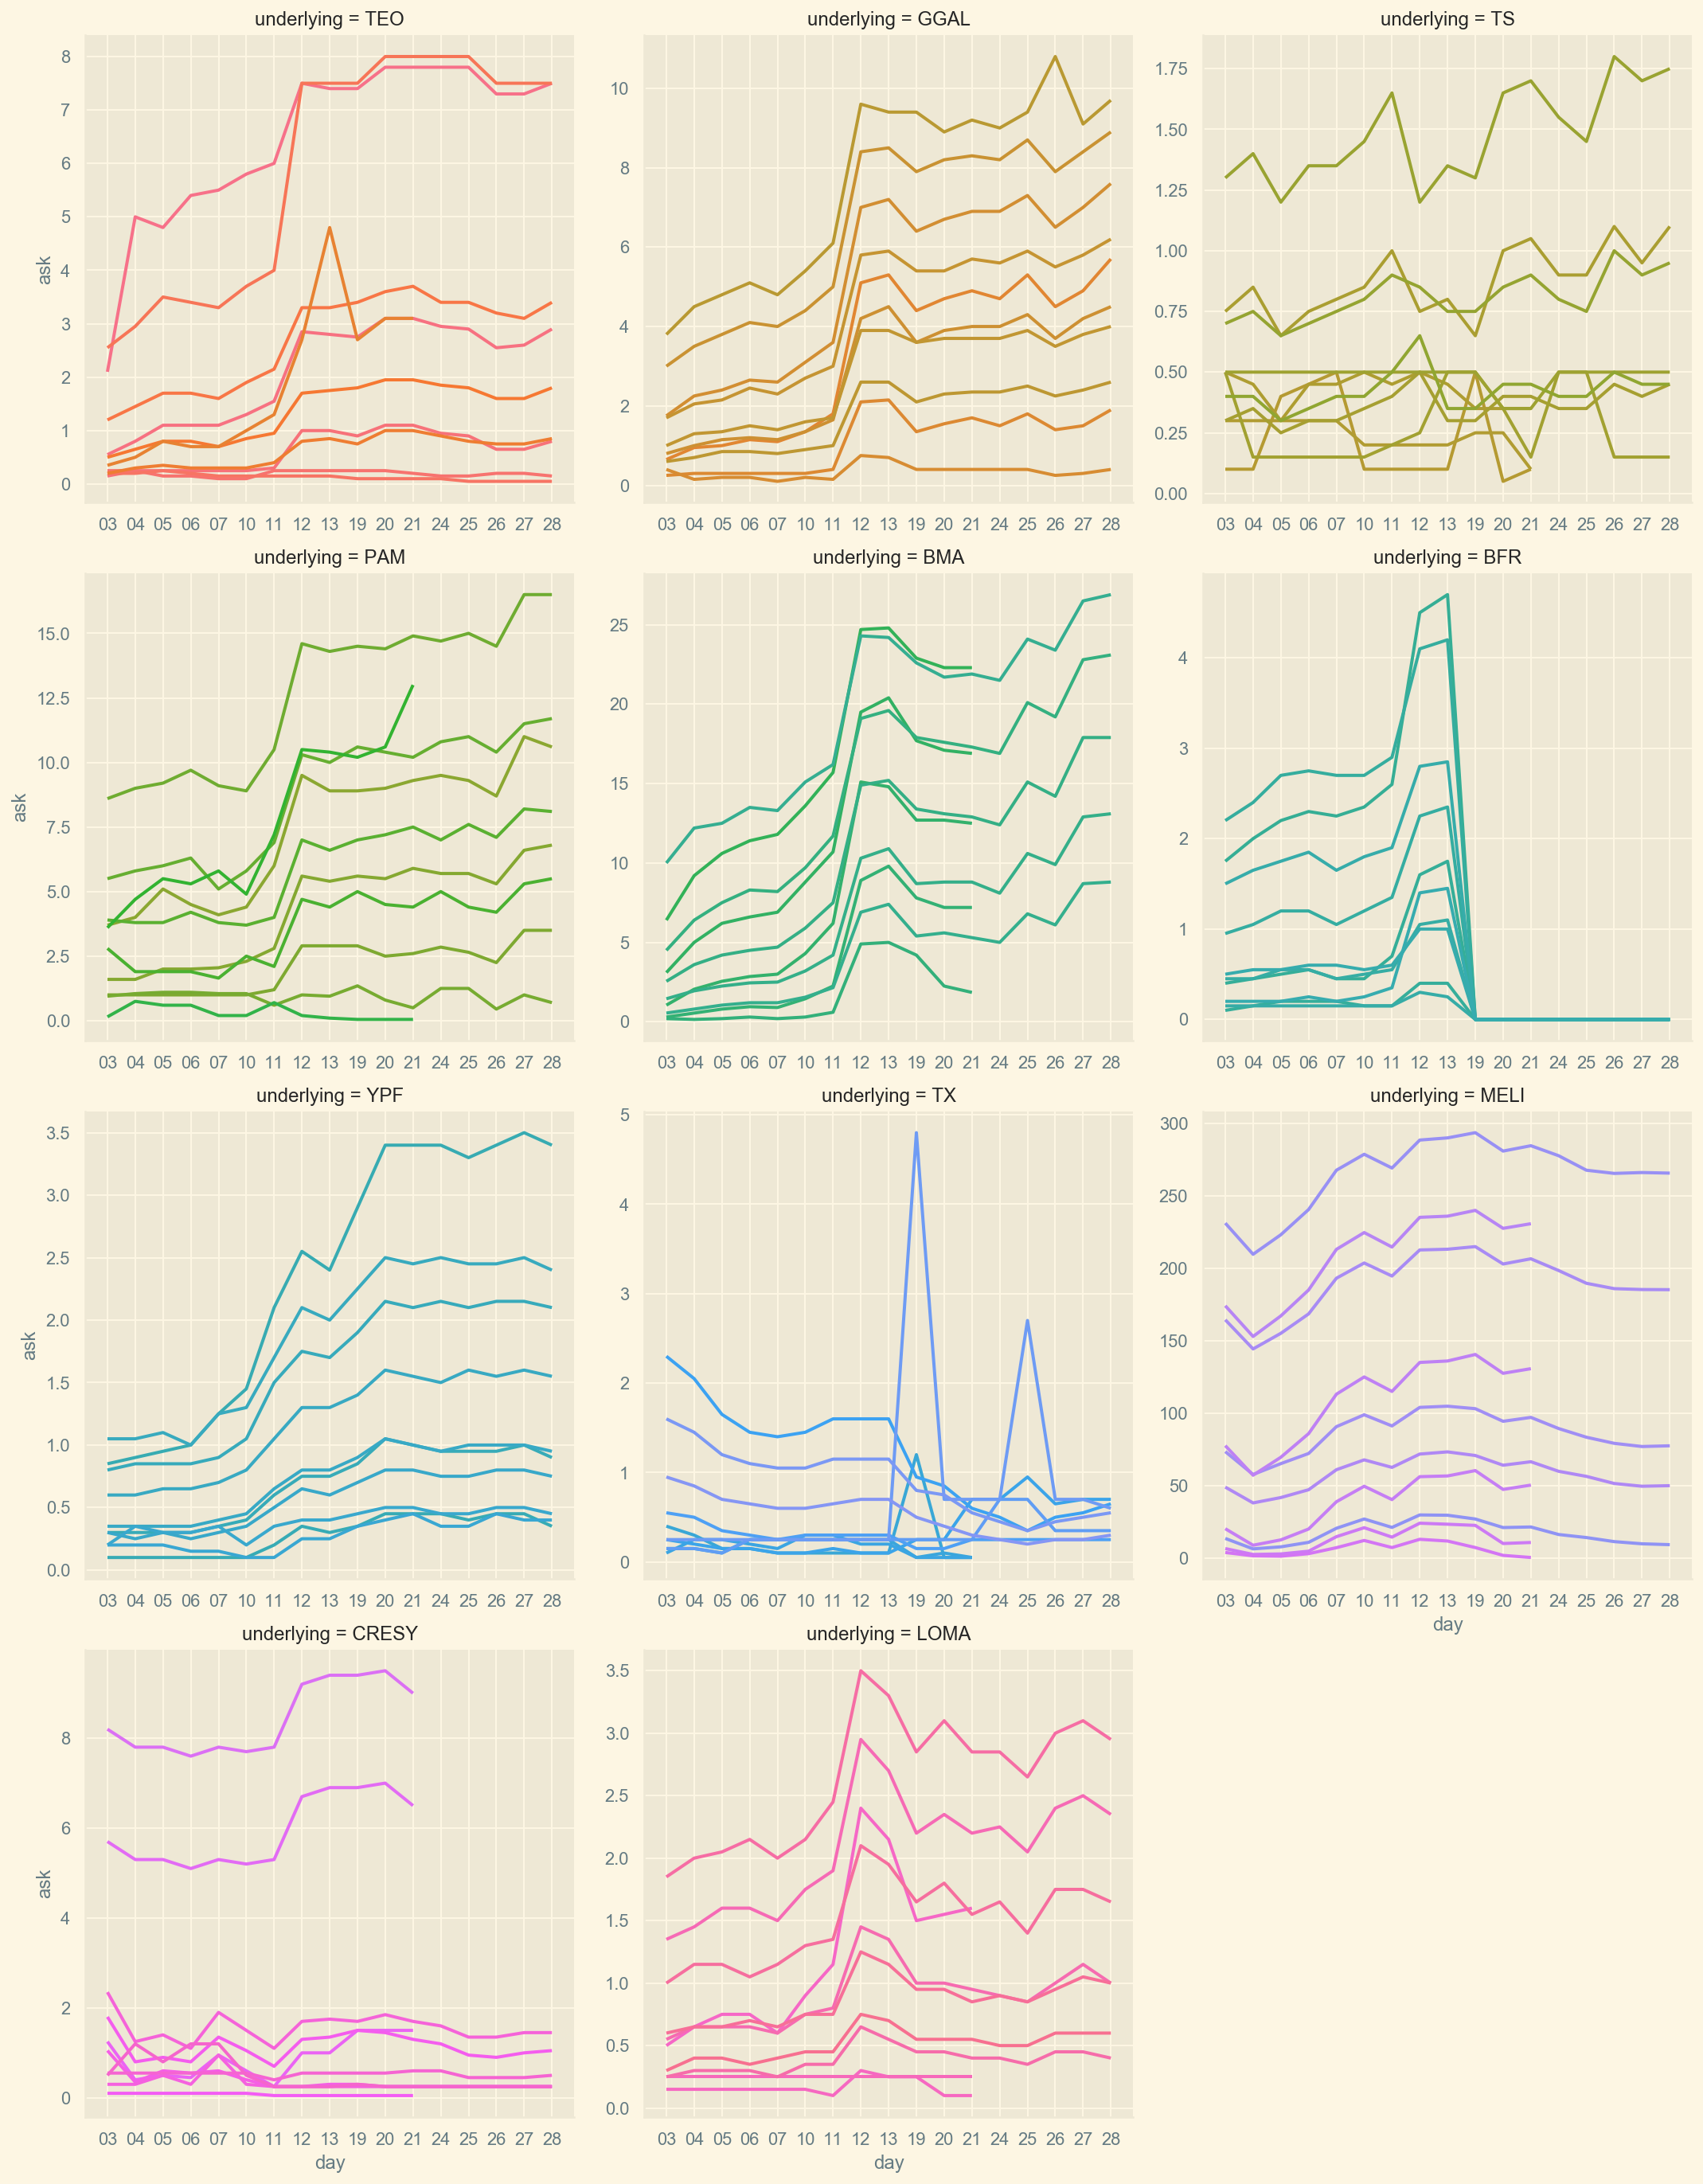 underlying = TEO
underlying = GGAL
underlying = TS
ask
8
7
6
5
4
3
2
1
0
10
8
6
4
2
0
1.75
1.50
1.25
1.00
0.75
0.50
0.25
0.00
03 04 05 06 07 10 11 12 13 19 20 21 24 25 26 27 28
03 04 05 06 07 10 11 12 13 19 20 21 24 25 26 27 28
03 04 05 06 07 10 11 12 13 19 20 21 24 25 26 27 28
underlying = PAM
underlying = BMA
underlying = BFR
ask
15.0
12.5
10.0
7.5
5.0
2.5
0.0
25
20
15
10
5
0
4
3
2
1
0
03 04 05 06 07 10 11 12 13 19 20 21 24 25 26 27 28
03 04 05 06 07 10 11 12 13 19 20 21 24 25 26 27 28
03 04 05 06 07 10 11 12 13 19 20 21 24 25 26 27 28
underlying = YPF
underlying = TX
underlying = MELI
ask
3.5
3.0
2.5
2.0
1.5
1.0
0.5
0.0
5
4
3
2
1
0
300
250
200
150
100
50
0
03 04 05 06 07 10 11 12 13 19 20 21 24 25 26 27 28
03 04 05 06 07 10 11 12 13 19 20 21 24 25 26 27 28
03 04 05 06 07 10 11 12 13 19 20 21 24 25 26 27 28
day
underlying = CRESY
underlying = LOMA
ask
8
6
4
2
0
3.5
3.0
2.5
2.0
1.5
1.0
0.5
0.0
03 04 05 06 07 10 11 12 13 19 20 21 24 25 26 27 28
03 04 05 06 07 10 11 12 13 19 20 21 24 25 26 27 28
day
day